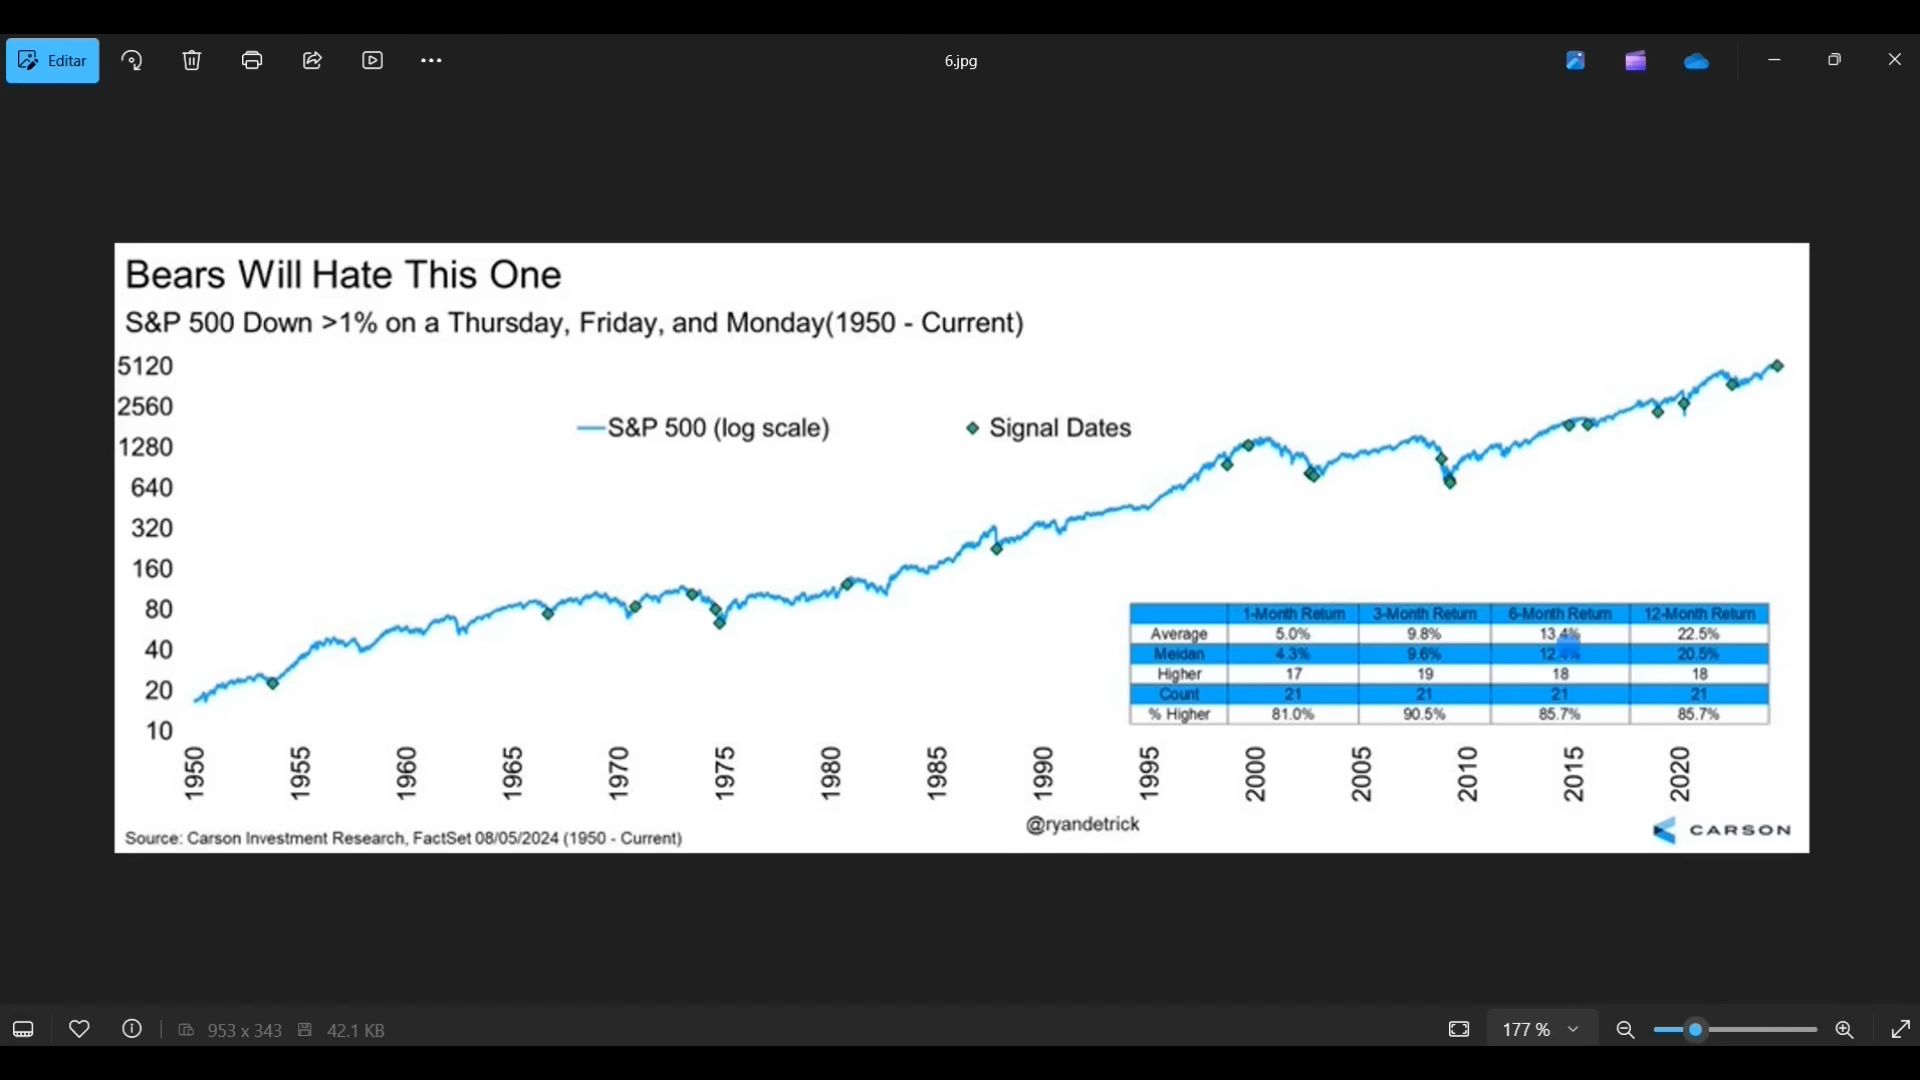 Editar
6.jpg
Bears Will Hate This One
S&P 500 Down >1% on a Thursday, Friday, and Monday(1950 - Current)
5120
2560
1280
640
320
160
80
40
20
10
S&P 500 (log scale)
Signal Dates
1-Month Return 3-Month Return 6-Month Return 12-Month Return
Average 5.0% 9.8% 13.4% 22.5%
Meidan 4.3% 9.6% 12.4% 20.5%
Higher 17 19 18 18
Count 21 21 21 21
% Higher 81.0% 90.5% 85.7% 85.7%
1950 1955 1960 1965 1970 1975 1980 1985 1990 1995 2000 2005 2010 2015 2020
@ryandetrick
Source: Carson Investment Research, FactSet 08/05/2024 (1950 - Current)
CARSON
953 x 343 42.1 KB
177 %